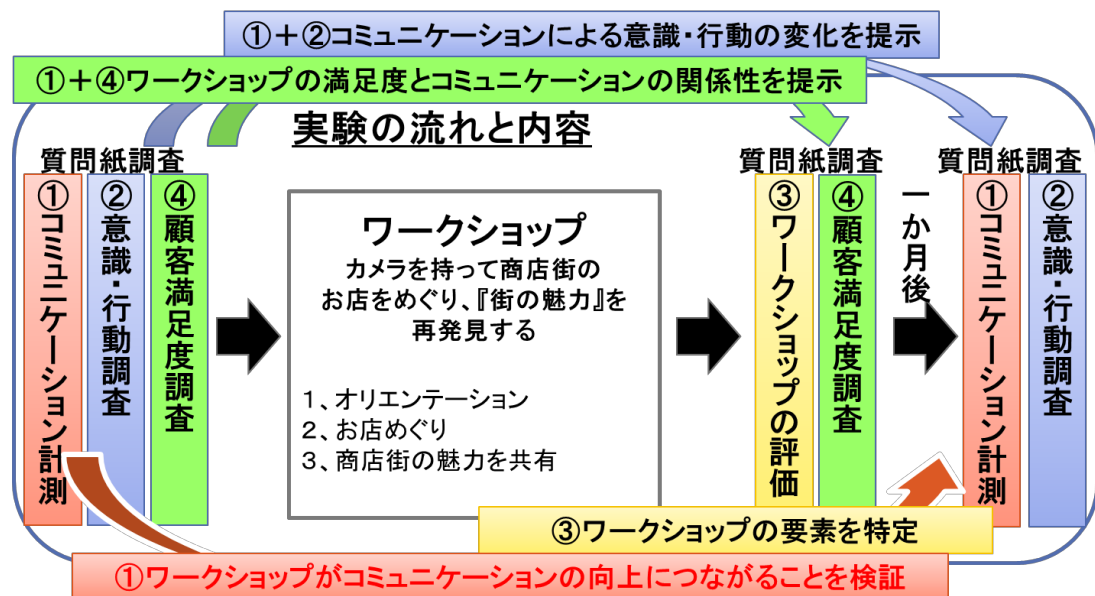 ①+②コミュニケーションによる意識・行動の変化を提示
①+④ワークショップの満足度とコミュニケーションの関係性を提示
実験の流れと内容
質問紙調査
①コミュニケーション計測
②意識・行動調査
④顧客満足度調査
ワークショップ
カメラを持って商店街の
お店をめぐり、『街の魅力』を
再発見する
1、オリエンテーション
2、お店めぐり
3、商店街の魅力を共有
質問紙調査
③ワークショップの評価
④顧客満足度調査
一か月後
質問紙調査
①コミュニケーション計測
②意識・行動調査
③ワークショップの要素を特定
①ワークショップがコミュニケーションの向上につながることを検証